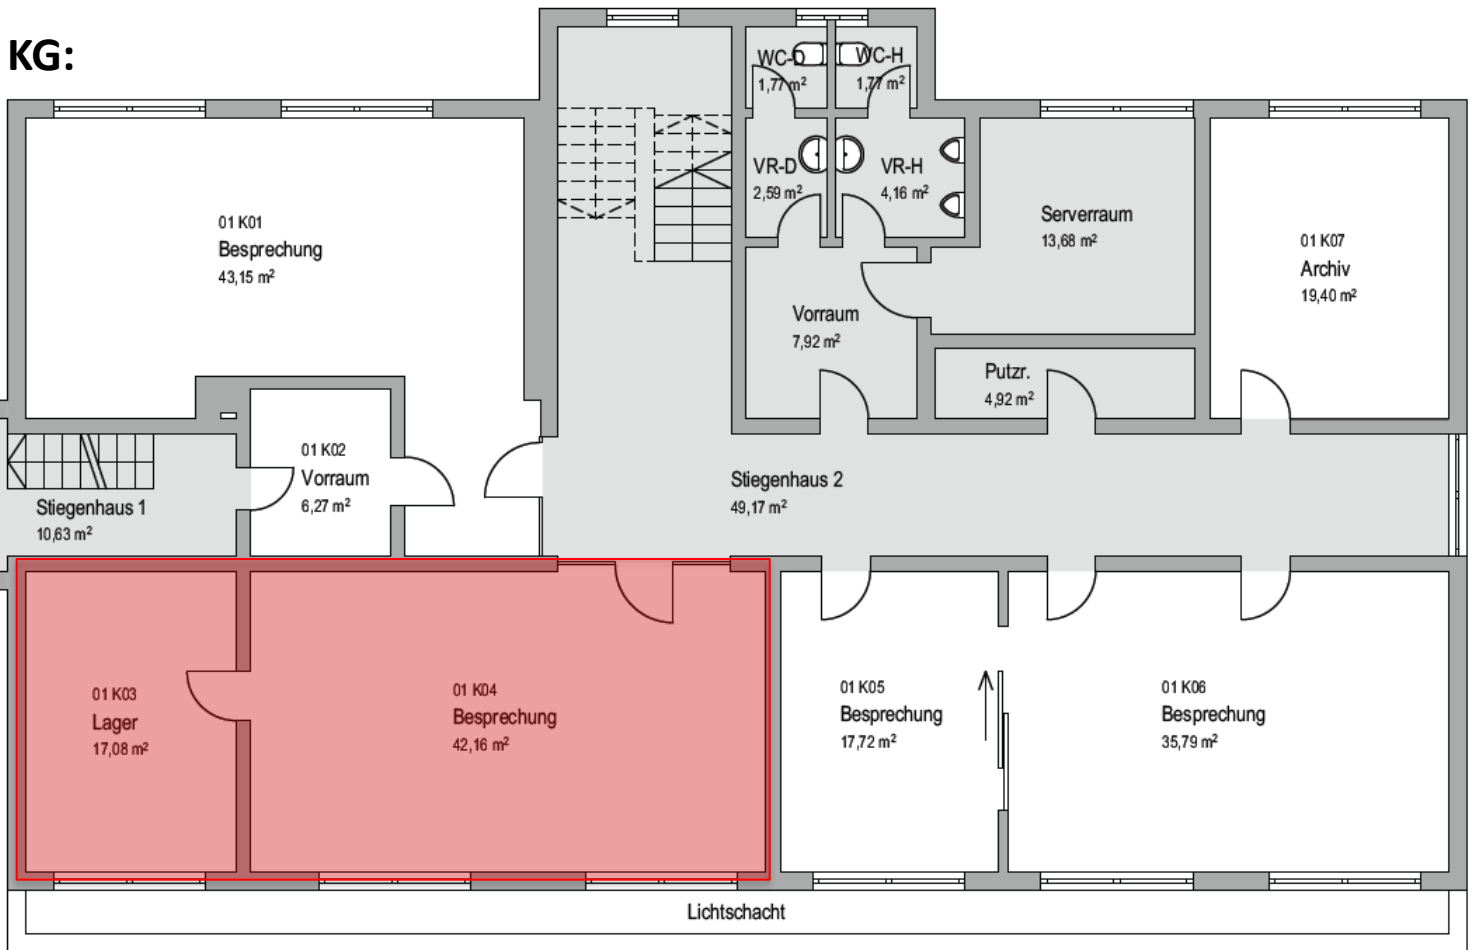 KG:
WC-D
1,77 m²
WC-H
1,77 m²
VR-D
2,59 m²
VR-H
4,16 m²
01 K01
Besprechung
43,15 m²
Serverraum
13,68 m²
01 K07
Archiv
19,40 m²
Vorraum
7,92 m²
Putzr.
4,92 m²
01 K02
Vorraum
6,27 m²
Stiegenhaus 1
10,63 m²
Stiegenhaus 2
49,17 m²
01 K03
Lager
17,08 m²
01 K04
Besprechung
42,16 m²
01 K05
Besprechung
17,72 m²
01 K06
Besprechung
35,79 m²
Lichtschacht